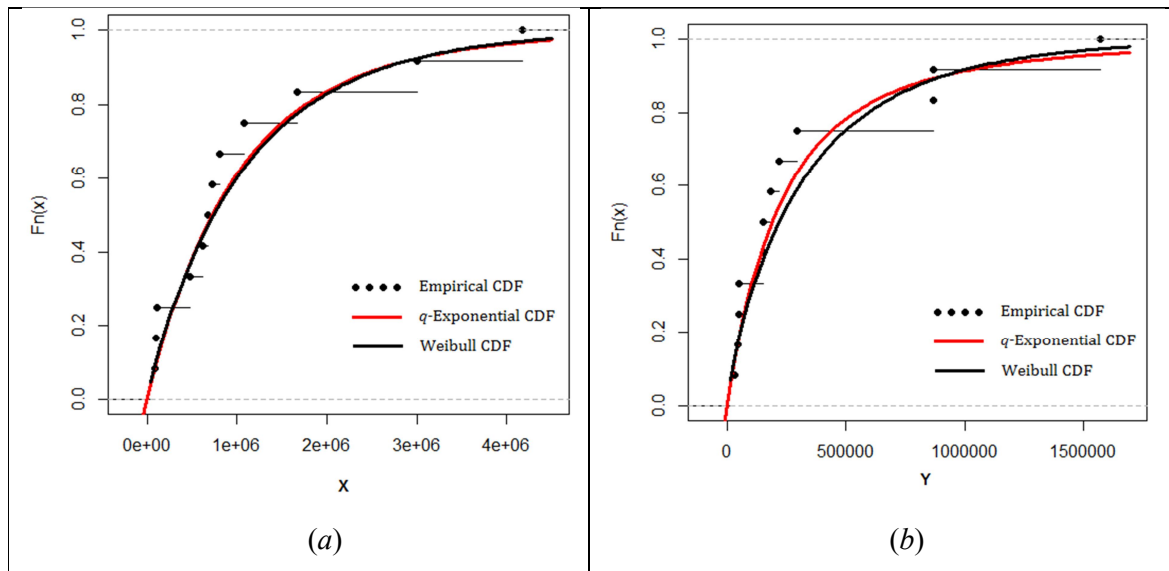 Fn(x)
1.0
0.8
0.6
0.4
0.2
0.0
Empirical CDF
q-Exponential CDF
Weibull CDF
0e+00 1e+06 2e+06 3e+06 4e+06
X
(a)
Fn(x)
1.0
0.8
0.6
0.4
0.2
0.0
Empirical CDF
q-Exponential CDF
Weibull CDF
0 500000 1000000 1500000
Y
(b)